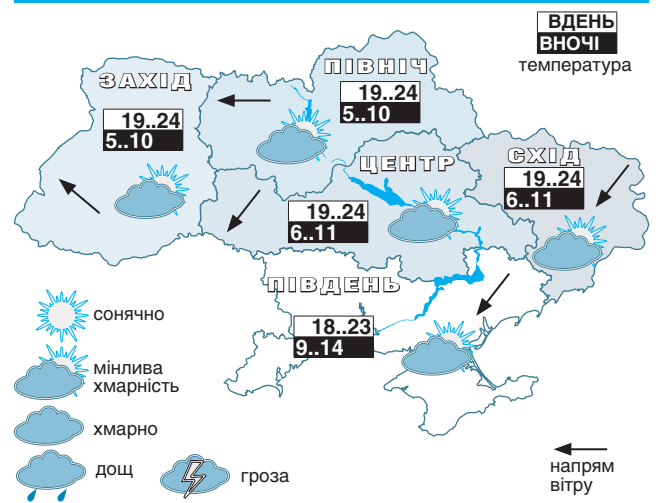 ВДЕНЬ
ВНОЧІ
температура
ПІВНІЧ
19..24
5..10
ЗАХІД
19..24
5..10
ЦЕНТР
19..24
6..11
СХІД
19..24
6..11
ПІВДЕНЬ
18..23
9..14
сонячно
мінлива
хмарність
хмарно
дощ
гроза
напрям
вітру